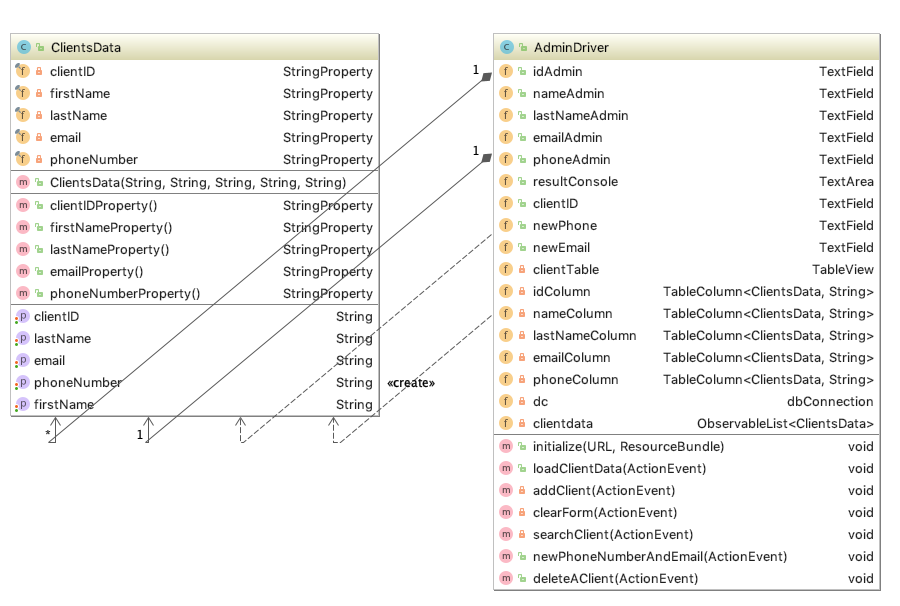 ClientsData
clientID StringProperty
firstName StringProperty
lastName StringProperty
email StringProperty
phoneNumber StringProperty
ClientsData(String, String, String, String, String)
clientIDProperty() StringProperty
firstNameProperty() StringProperty
lastNameProperty() StringProperty
emailProperty() StringProperty
phoneNumberProperty() StringProperty
clientID String
lastName String
email String
phoneNumber String
firstName String
*
1
1
1
«create»
AdminDriver
idAdmin TextField
nameAdmin TextField
lastNameAdmin TextField
emailAdmin TextField
phoneAdmin TextField
resultConsole TextArea
clientID TextField
newPhone TextField
newEmail TextField
clientTable TableView
idColumn TableColumn<ClientsData, String>
nameColumn TableColumn<ClientsData, String>
lastNameColumn TableColumn<ClientsData, String>
emailColumn TableColumn<ClientsData, String>
phoneColumn TableColumn<ClientsData, String>
dc dbConnection
clientdata ObservableList<ClientsData>
initialize(URL, ResourceBundle) void
loadClientData(ActionEvent) void
addClient(ActionEvent) void
clearForm(ActionEvent) void
searchClient(ActionEvent) void
newPhoneNumberAndEmail(ActionEvent) void
deleteAClient(ActionEvent) void